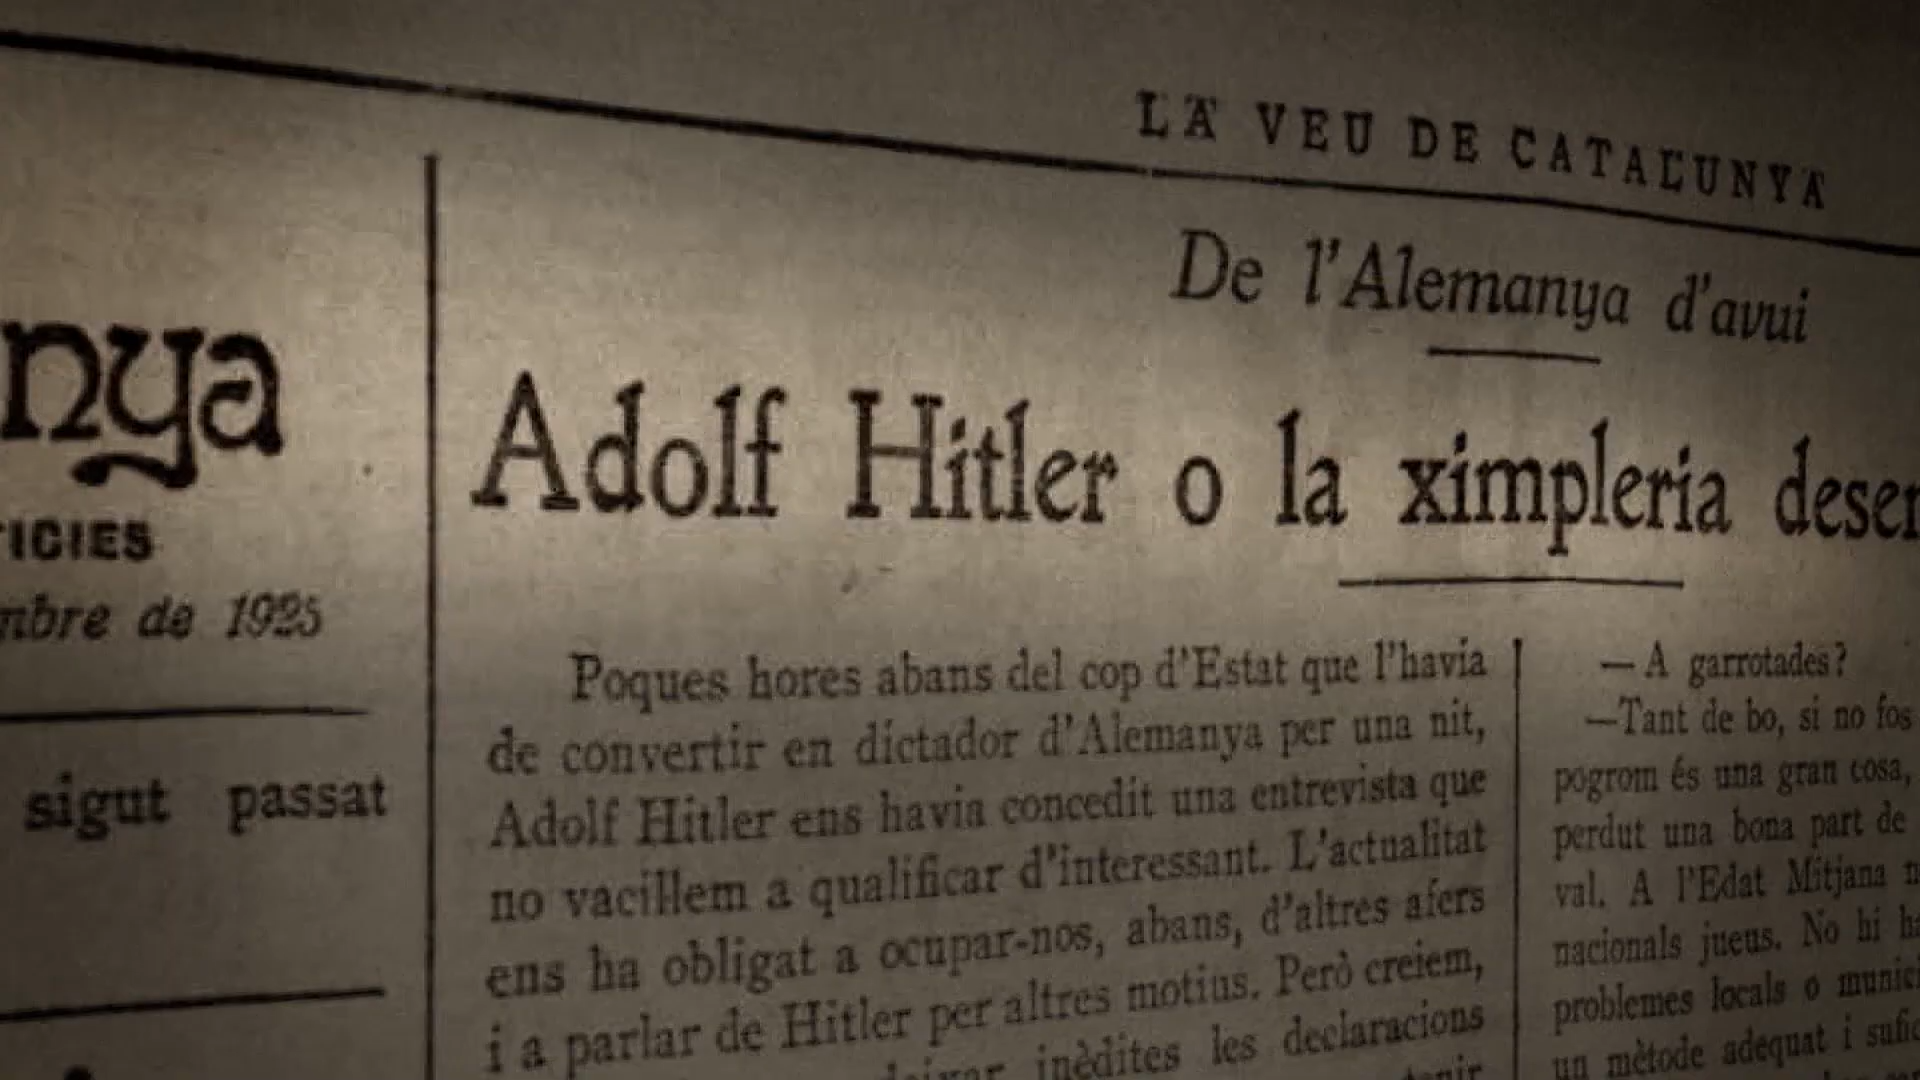 LA VEU DE CATALUNYA
nya
ICIES
mbre de 1925
sigut passat
De l'Alemanya d'avui
Adolf Hitler o la ximpleria desen
Poques hores abans del cop d'Estat que l'havia
de convertir en dictador d'Alemanya per una nit,
Adolf Hitler ens havia concedit una entrevista que
no vacillem a qualificar d'interessant. L'actualitat
ens ha obligat a ocupar-nos, abans, d'altres afers
i a parlar de Hitler per altres motius. Però creiem,
inèdites les declaracions
tenir
—A garrotades?
—Tant de bo, si no fos
pogrom és una gran cosa,
perdut una bona part de
val. A l'Edat Mitjana
nacionals jueus. No hi ha
problemes locals o munici
un mètode adequat i sufic